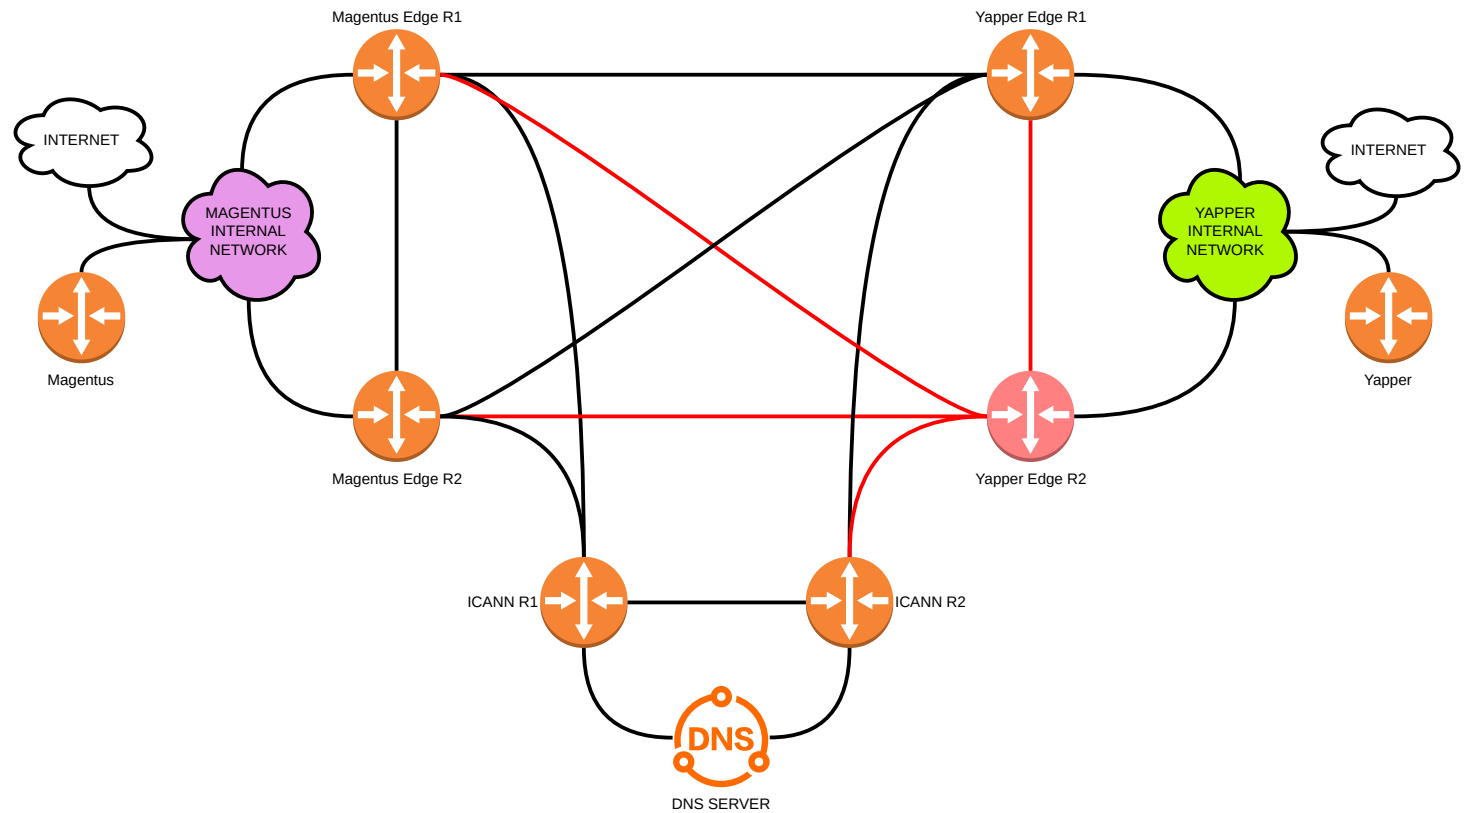 Magentus Edge R1
Yapper Edge R1
INTERNET
INTERNET
MAGENTUS
INTERNAL
NETWORK
YAPPER
INTERNAL
NETWORK
Magentus
Yapper
Magentus Edge R2
Yapper Edge R2
ICANN R1
ICANN R2
DNS
DNS SERVER